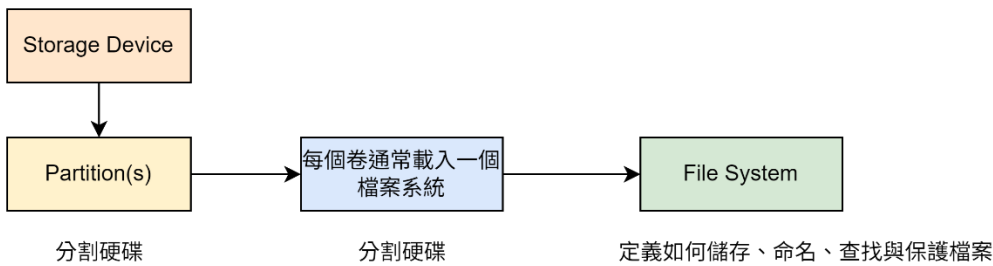 Storage Device
Partition(s)
每個卷通常載入一個
檔案系統
File System
分割硬碟
分割硬碟
定義如何儲存、命名、查找與保護檔案